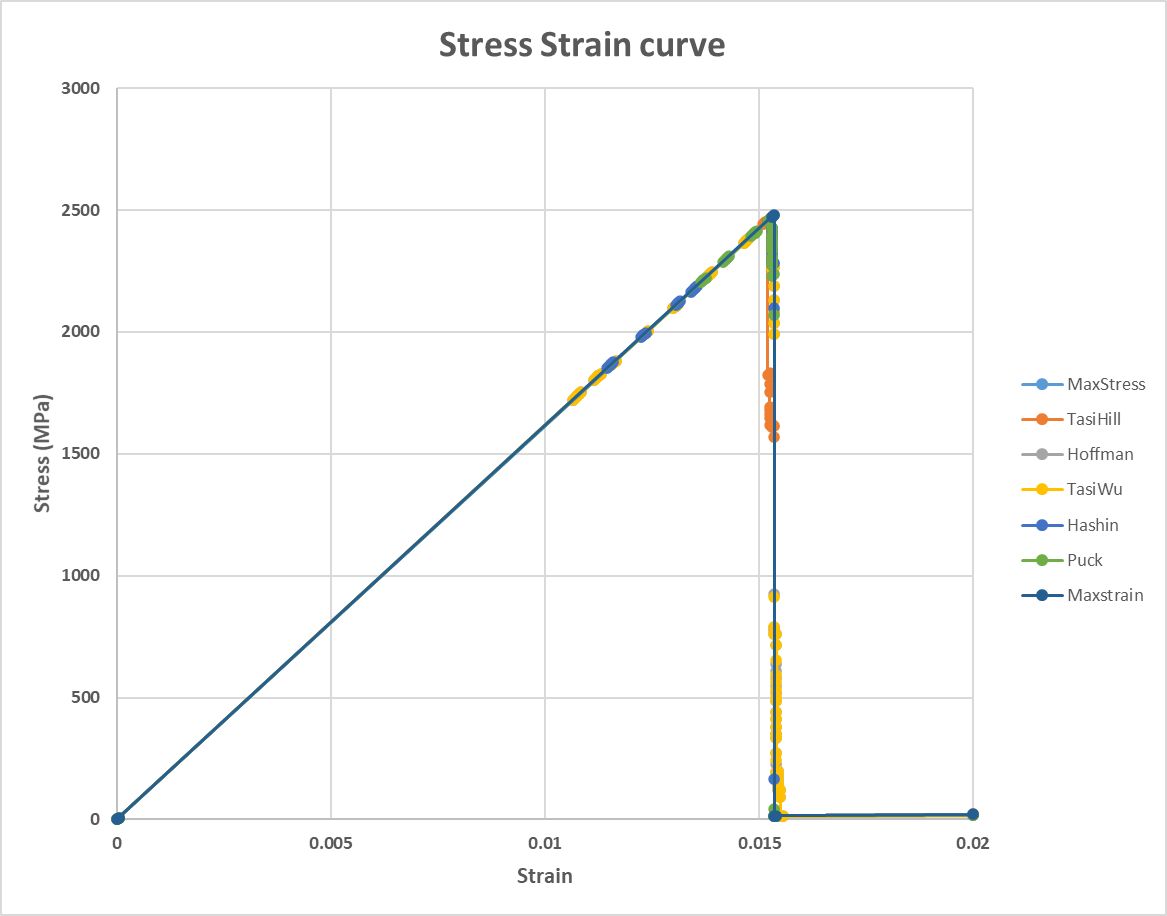 Stress Strain curve
3000
2500
2000
1500
1000
500
0
Stress (MPa)
0
0.005
0.01
0.015
0.02
Strain
MaxStress
TasiHill
Hoffman
TasiWu
Hashin
Puck
Maxstrain